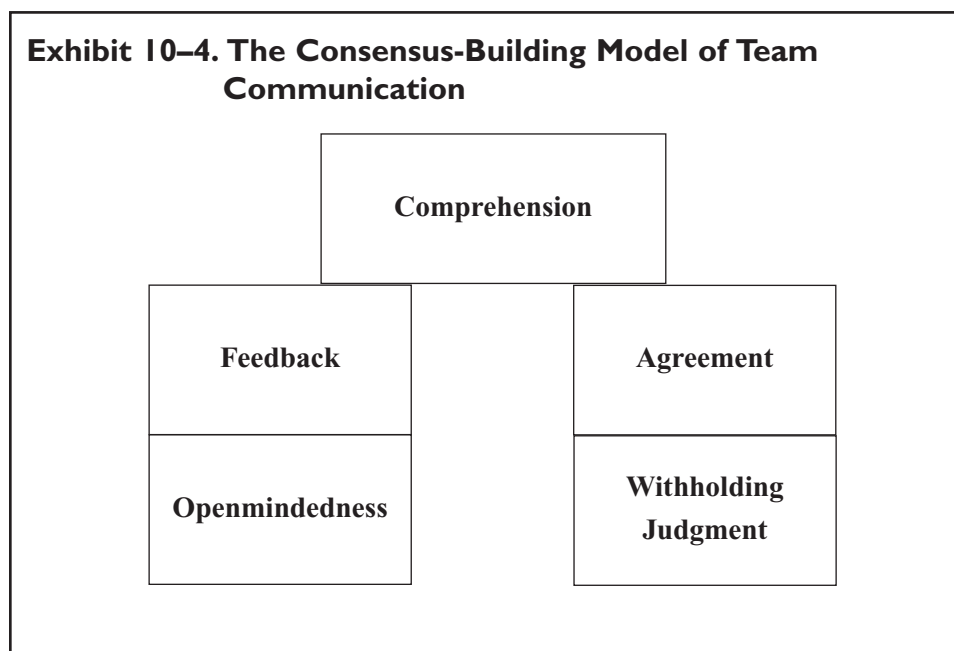 Exhibit 10–4. The Consensus-Building Model of Team
Communication
Comprehension
Feedback
Agreement
Openmindedness
Withholding
Judgment